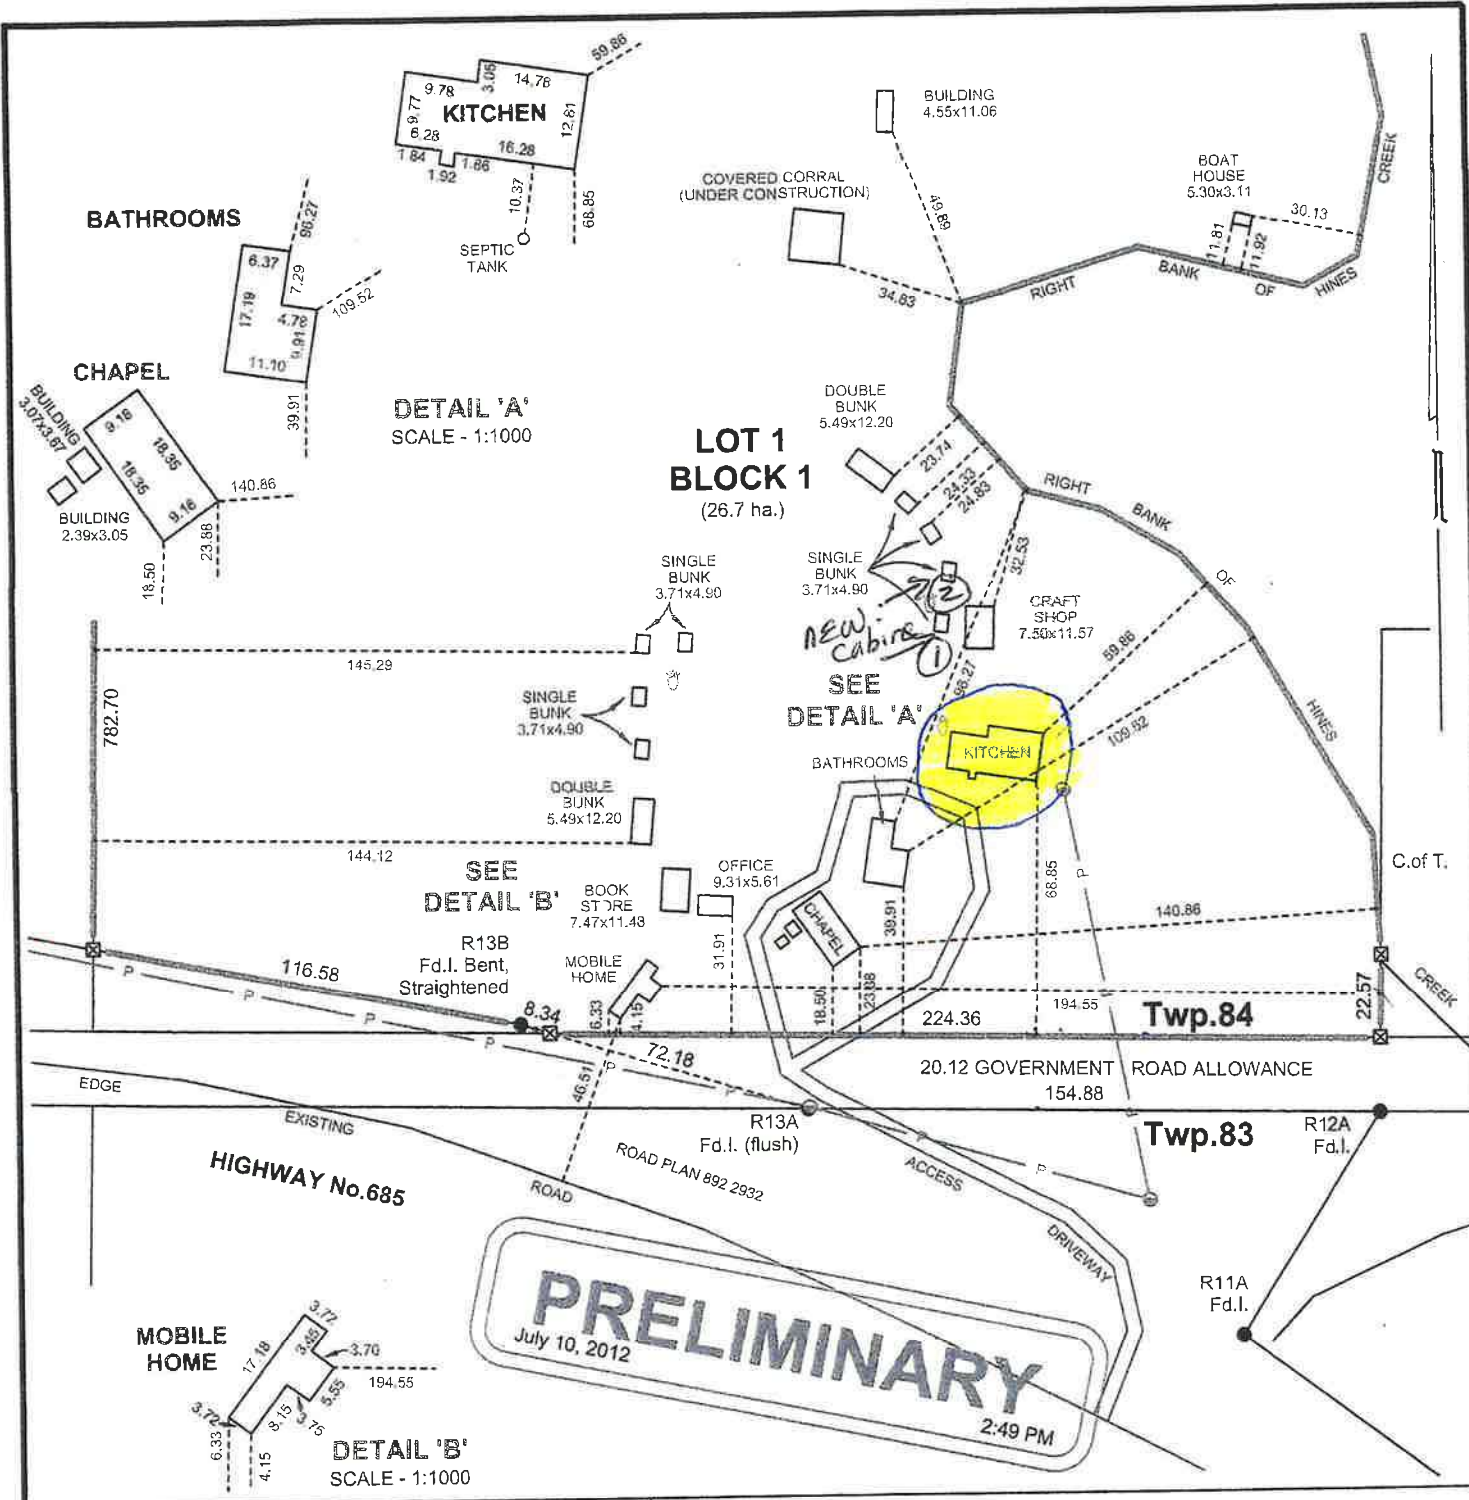 59.86
9.78
3.05
14.78
9.77
KITCHEN
12.81
6.28
16.28
1.84
1.92
1.86
10.37
68.85
SEPTIC
TANK
BUILDING
4.55x11.06
COVERED CORRAL
(UNDER CONSTRUCTION)
49.89
34.83
BOAT
HOUSE
5.30x3.11
30.13
11.81
11.92
CREEK
RIGHT
BANK
OF
HINES
BATHROOMS
96.27
6.37
7.29
17.19
4.78
9.91
11.10
109.52
39.91
CHAPEL
BUILDING
3.07x3.67
9.18
18.35
18.35
9.16
140.86
BUILDING
2.39x3.05
23.88
18.50
DETAIL 'A'
SCALE - 1:1000
LOT 1
BLOCK 1
(26.7 ha.)
DOUBLE
BUNK
5.49x12.20
23.74
24.33
24.83
RIGHT
BANK
OF
HINES
SINGLE
BUNK
3.71x4.90
SINGLE
BUNK
3.71x4.90
32.53
2
NEW
Cabins
1
CRAFT
SHOP
7.50x11.57
59.86
96.27
109.52
145.29
782.70
SINGLE
BUNK
3.71x4.90
SEE
DETAIL 'A'
KITCHEN
BATHROOMS
DOUBLE
BUNK
5.49x12.20
144.12
SEE
DETAIL 'B'
BOOK
STORE
7.47x11.48
OFFICE
9.31x5.61
CHAPEL
39.91
68.85
P
C.of T.
140.86
R13B
Fd.I. Bent,
Straightened
MOBILE
HOME
31.91
116.58
P
P
P
8.34
6.33
4.15
18.50
23.88
194.55
224.36
Twp.84
22.57
CREEK
P
72.18
P
P
46.51
20.12 GOVERNMENT ROAD ALLOWANCE
154.88
EDGE
EXISTING
ROAD
R13A
Fd.I. (flush)
P
P
Twp.83
R12A
Fd.I.
HIGHWAY No.685
ROAD PLAN 892 2932
ACCESS
DRIVEWAY
R11A
Fd.I.
PRELIMINARY
July 10, 2012
2:49 PM
MOBILE
HOME
3.72
17.18
3.45
3.70
194.55
5.55
3.75
8.15
3.72
6.33
4.15
DETAIL 'B'
SCALE - 1:1000